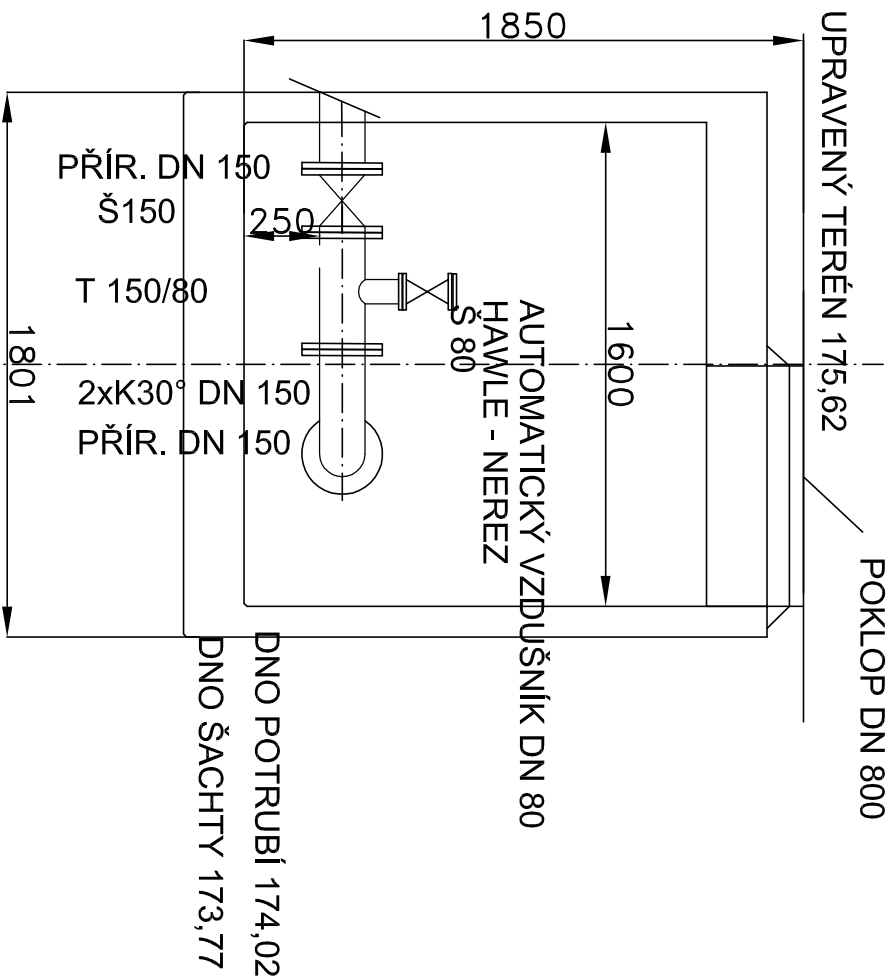 1850
UPRAVENÝ TERÉN 175,62
PŘÍR. DN 150
Š150
250
T 150/80
1801
2xK30° DN 150
PŘÍR. DN 150
Š 80
HAWLE - NEREZ
AUTOMATICKÝ VZDUŠNÍK DN 80
1600
POKLOP DN 800
DNO POTRUBÍ 174,02
DNO ŠACHTY 173,77